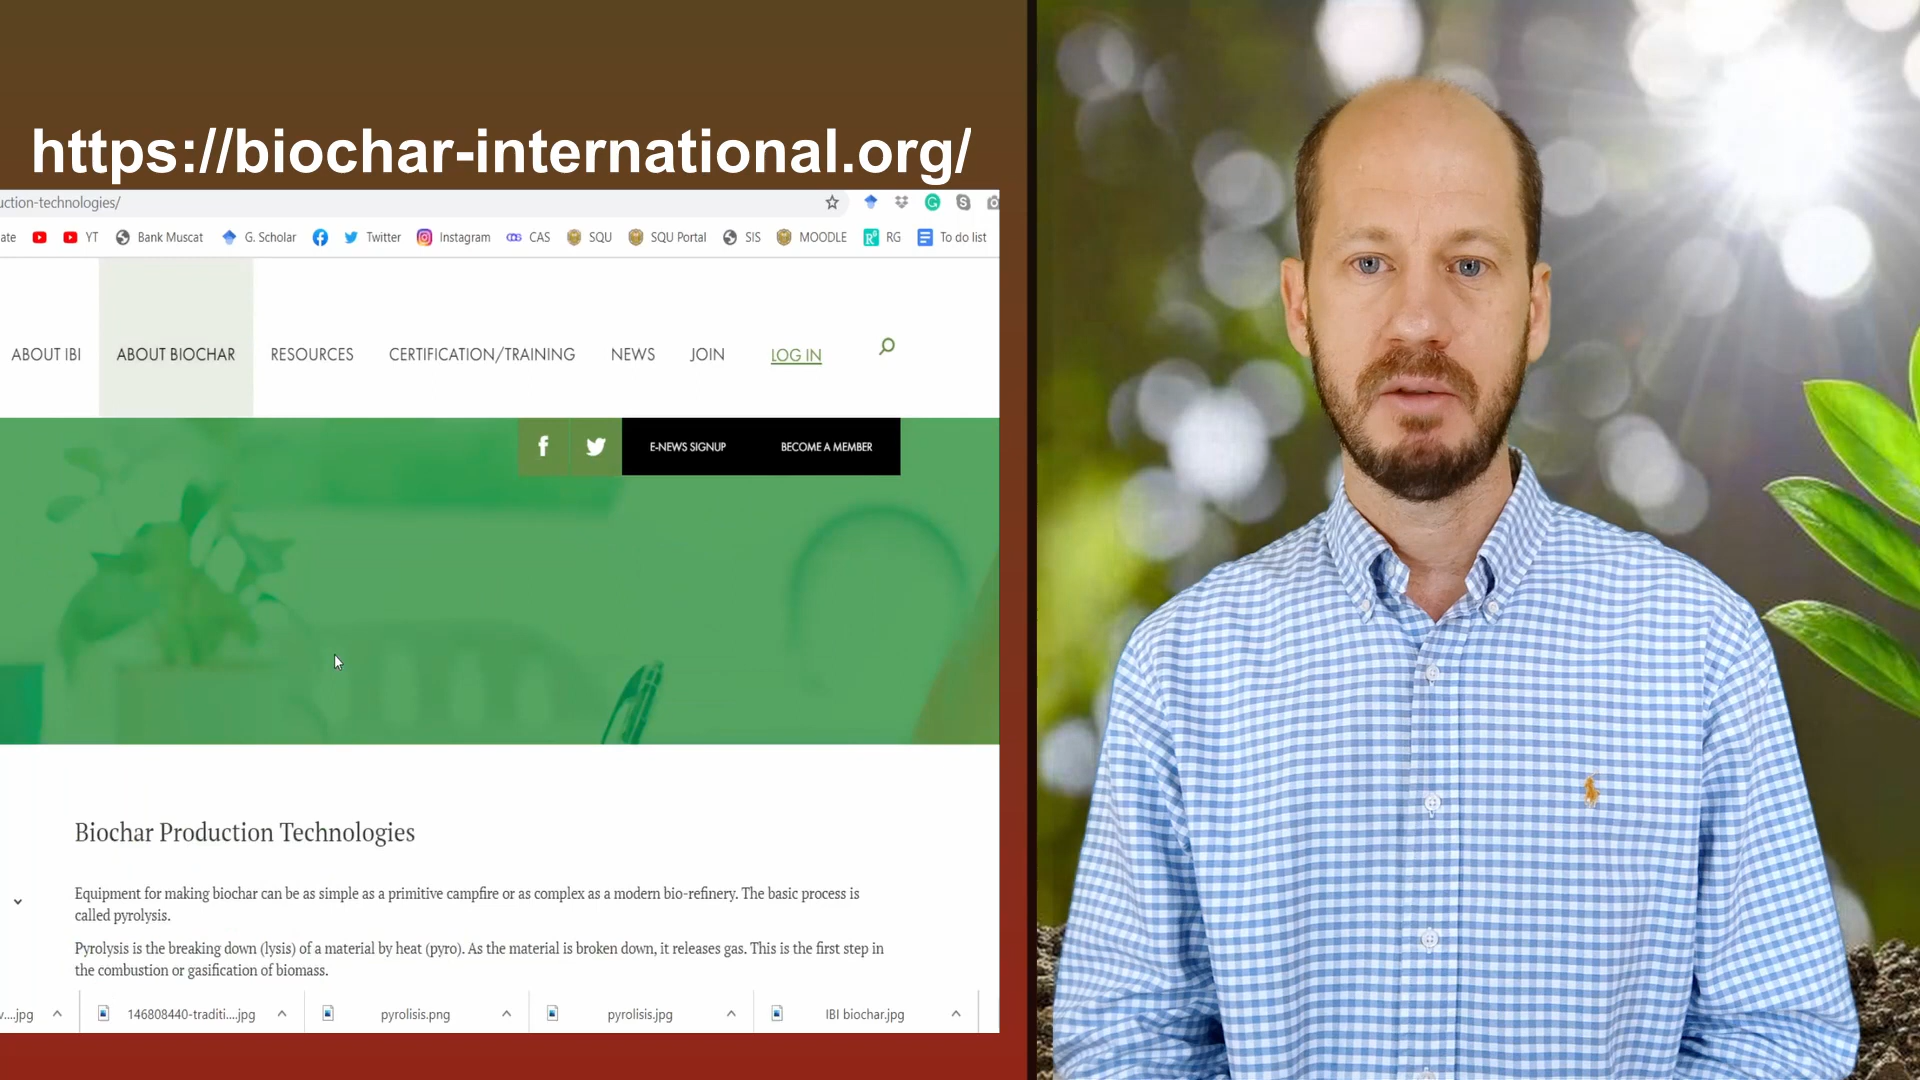 https://biochar-international.org/
uction-technologies/
ate YT Bank Muscat G. Scholar Twitter Instagram CAS SQU SQU Portal SIS MOODLE RG To do list
ABOUT IBI ABOUT BIOCHAR RESOURCES CERTIFICATION/TRAINING NEWS JOIN LOG IN
E-NEWS SIGNUP BECOME A MEMBER
Biochar Production Technologies
Equipment for making biochar can be as simple as a primitive campfire or as complex as a modern bio-refinery. The basic process is
called pyrolysis.
Pyrolysis is the breaking down (lysis) of a material by heat (pyro). As the material is broken down, it releases gas. This is the first step in
the combustion or gasification of biomass.
v....jpg 146808440-traditi....jpg pyrolisis.png pyrolisis.jpg IBI biochar.jpg